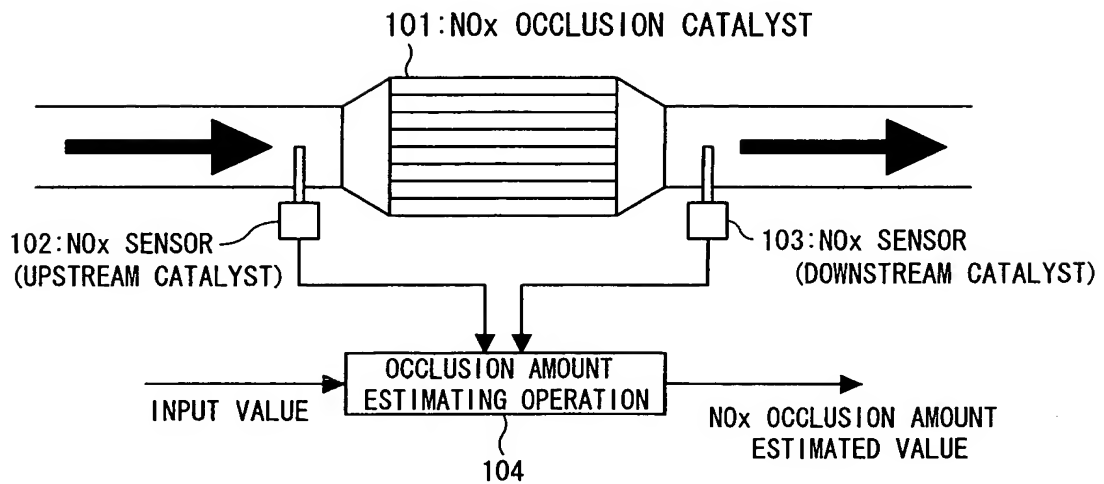 101:NOx OCCLUSION CATALYST
102:NOx SENSOR
(UPSTREAM CATALYST)
103:NOx SENSOR
(DOWNSTREAM CATALYST)
OCCLUSION AMOUNT
ESTIMATING OPERATION
INPUT VALUE
104
NOx OCCLUSION AMOUNT
ESTIMATED VALUE